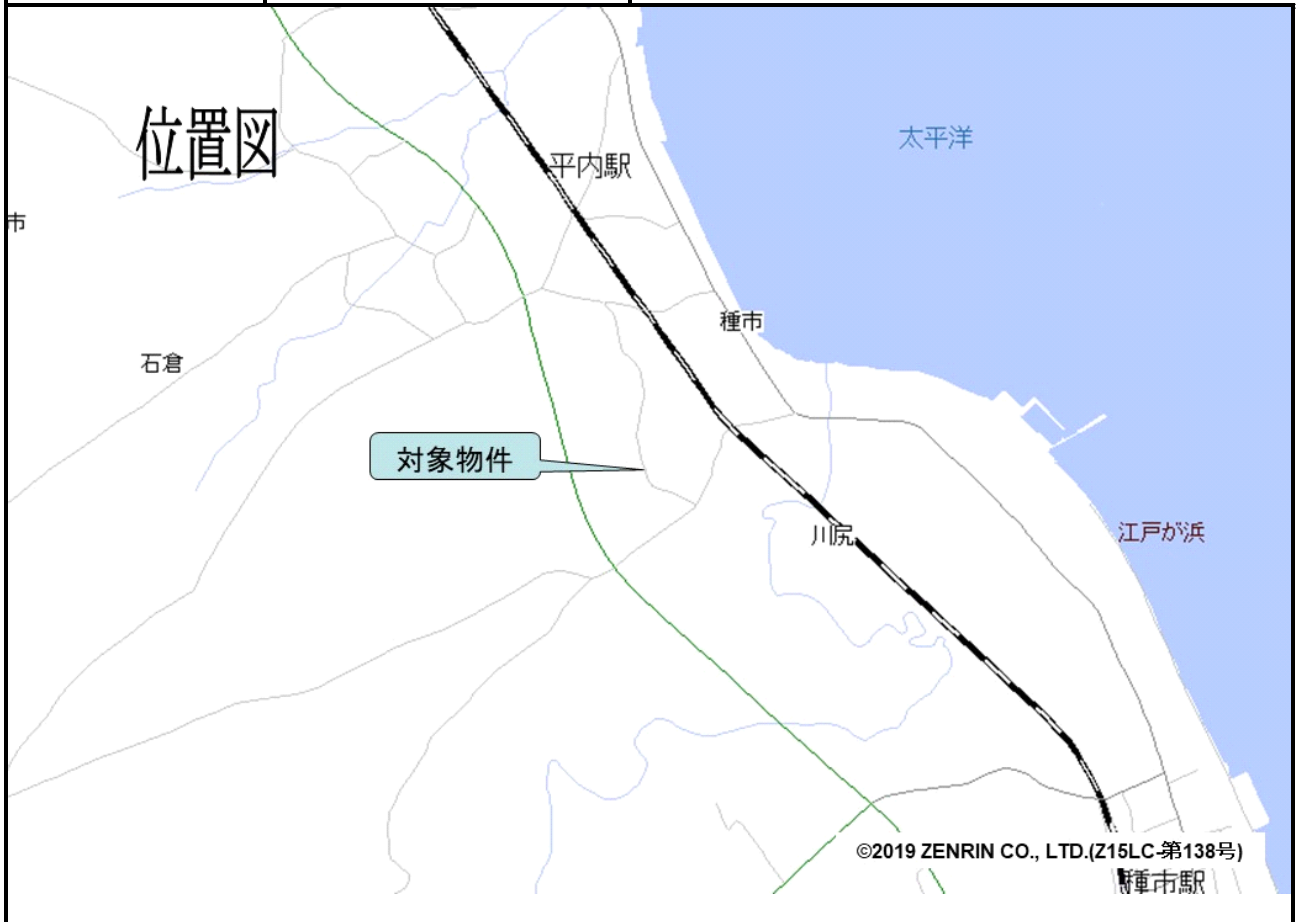 位置図
太平洋
平内駅
市
種市
石倉
対象物件
川尻
江戸が浜
©2019 ZENRIN CO., LTD.(Z15LC-第138号)
種市駅